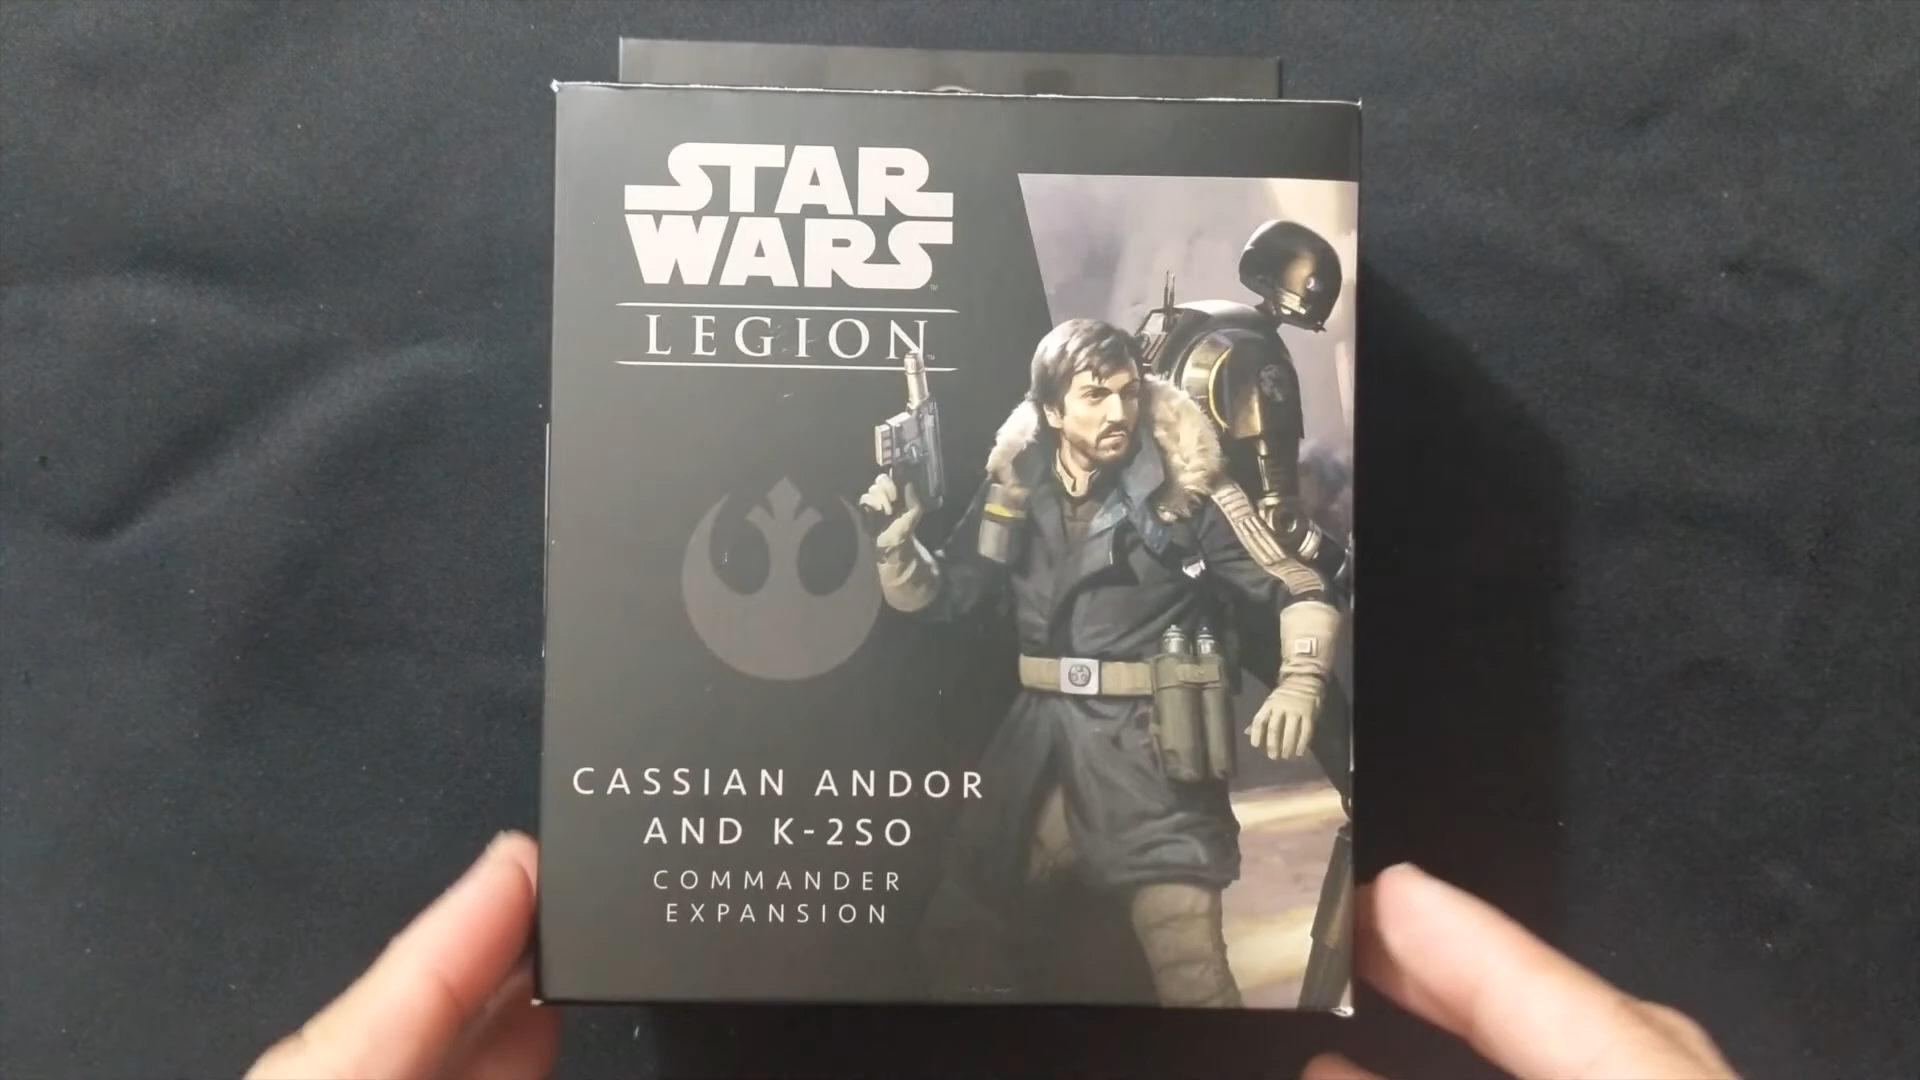 STAR
WARS
LEGION
CASSIAN ANDOR
AND K-2SO
COMMANDER
EXPANSION